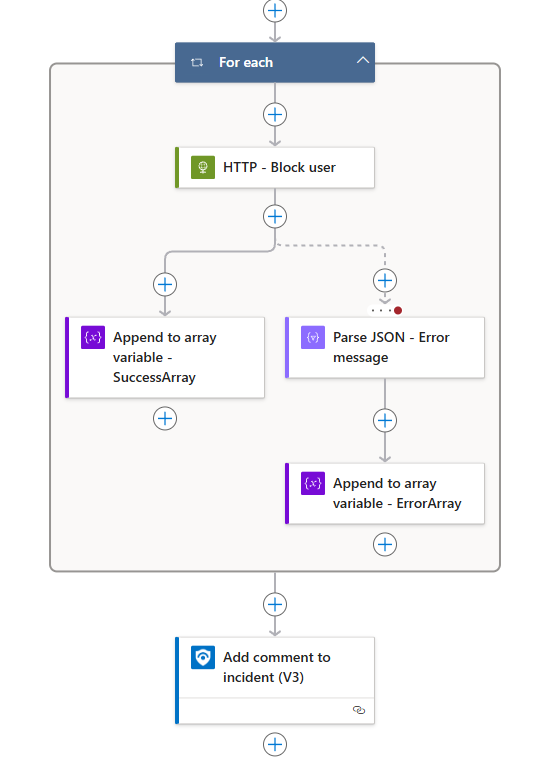 For each
HTTP - Block user
Append to array
variable -
SuccessArray
Parse JSON - Error
message
Append to array
variable - ErrorArray
Add comment to
incident (V3)